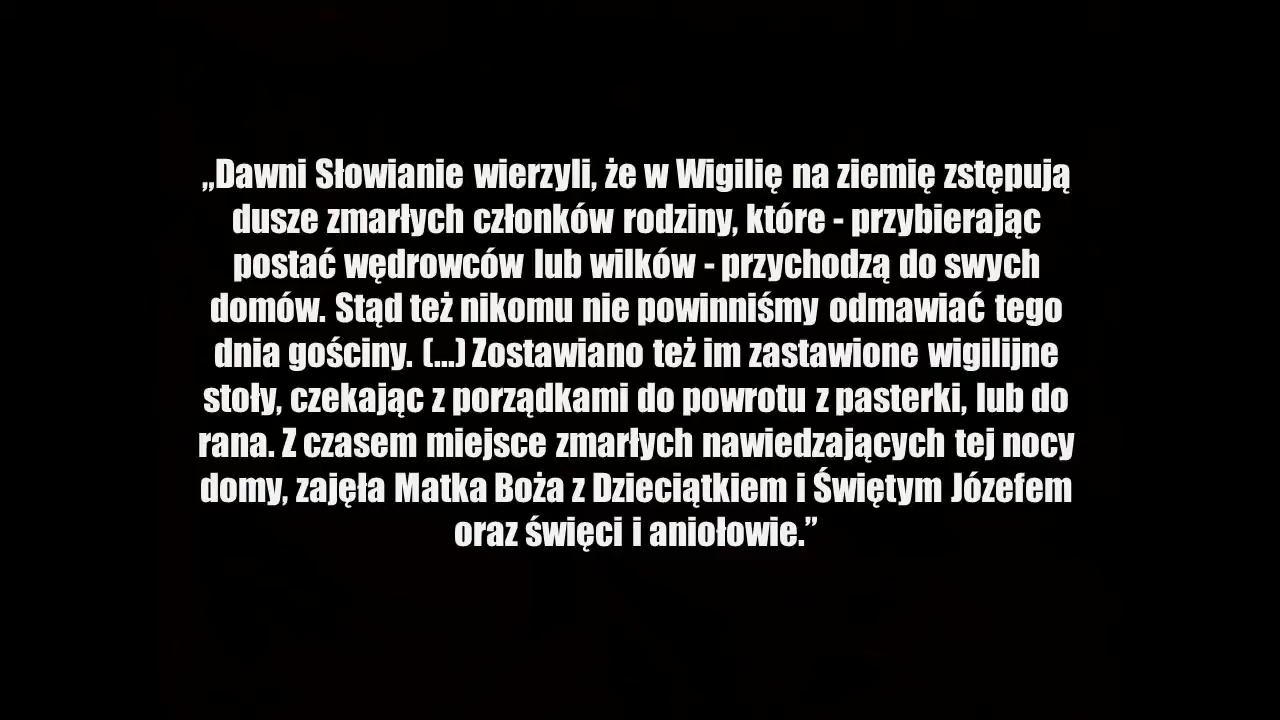 „Dawni Słowianie wierzyli, że w Wigilię na ziemię zstępują
dusze zmarłych członków rodziny, które - przybierając
postać wędrowców lub wilków - przychodzą do swych
domów. Stąd też nikomu nie powinniśmy odmawiać tego
dnia gościny. (...) Zostawiano też im zastawione wigilijne
stoły, czekając z porządkami do powrotu z pasterki, lub do
rana. Z czasem miejsce zmarłych nawiedzających tej nocy
domy, zajęła Matka Boża z Dzieciątkiem i Świętym Józefem
oraz święci i aniołowie.”